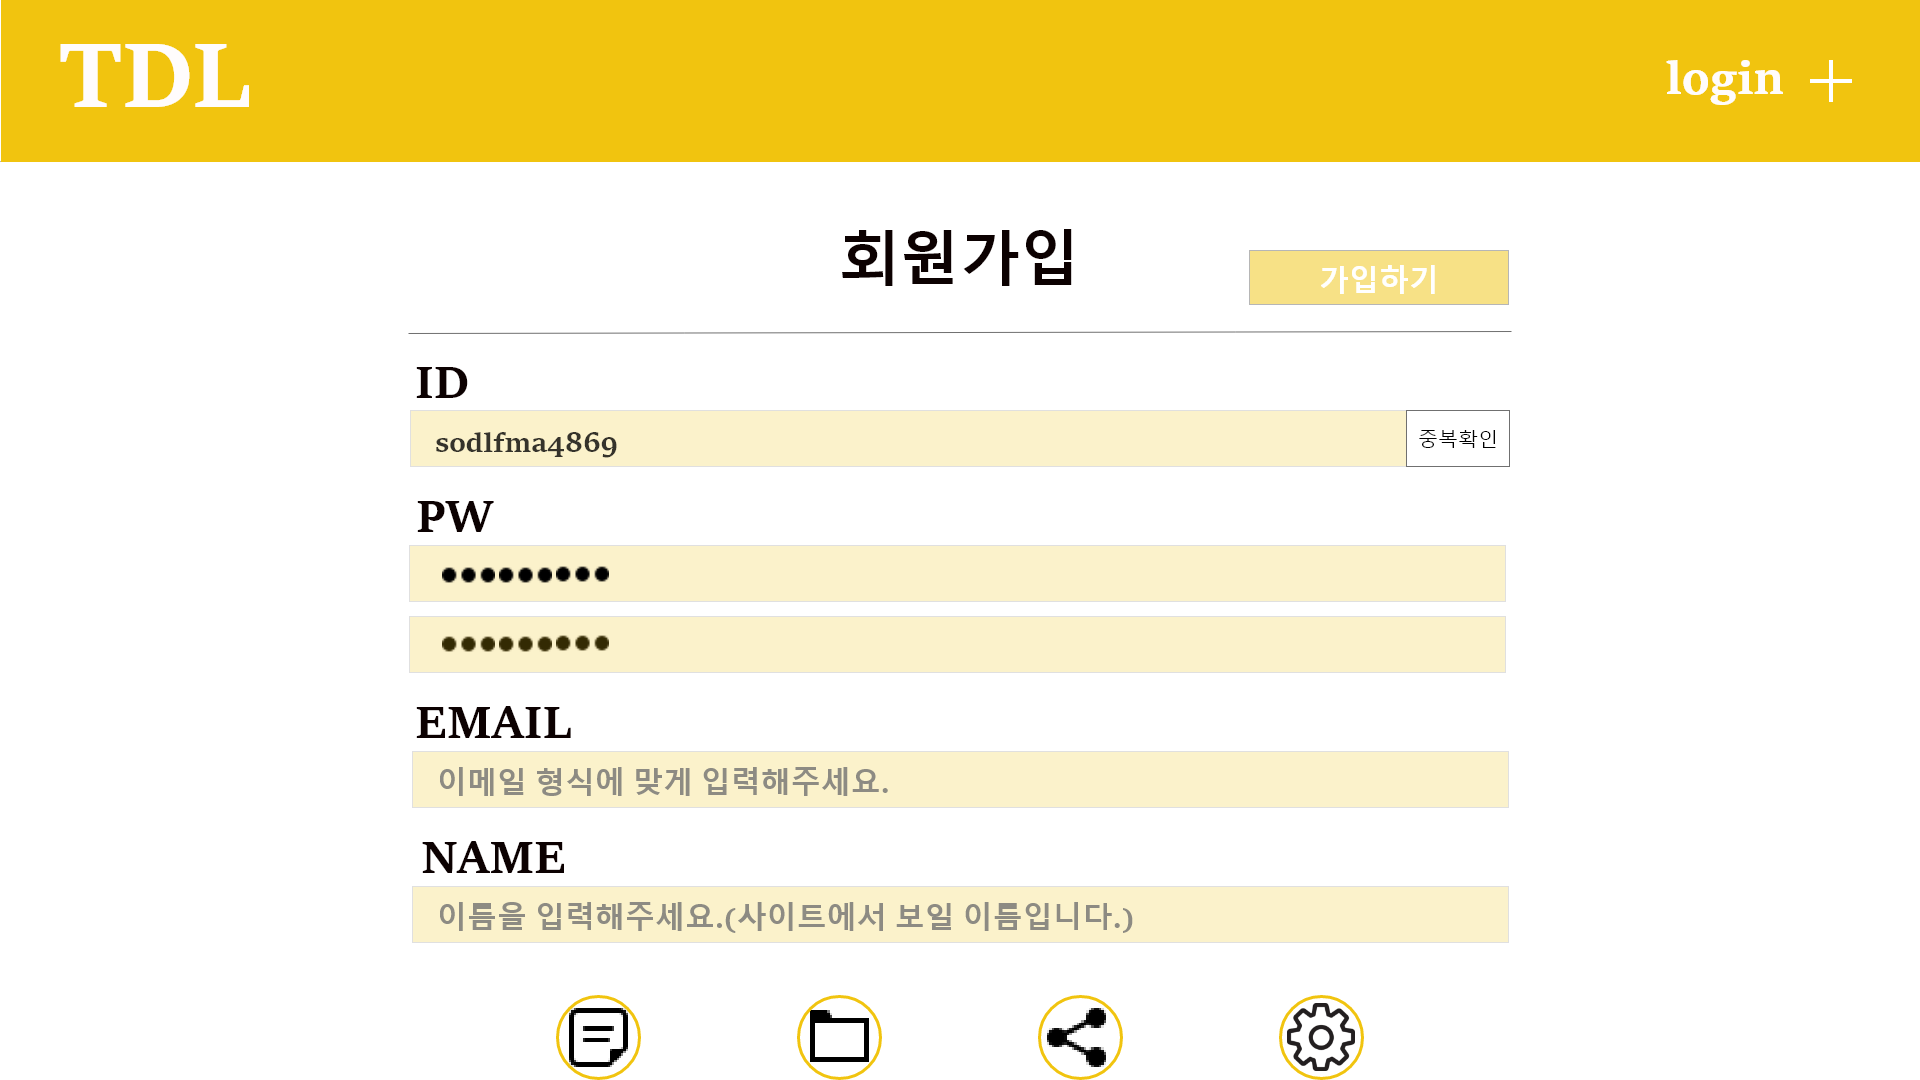 TDL
login
회원가입
가입하기
ID
sodlfma4869
중복확인
PW
●●●●●●●●●
●●●●●●●●●
EMAIL
이메일 형식에 맞게 입력해주세요.
NAME
이름을 입력해주세요.(사이트에서 보일 이름입니다.)